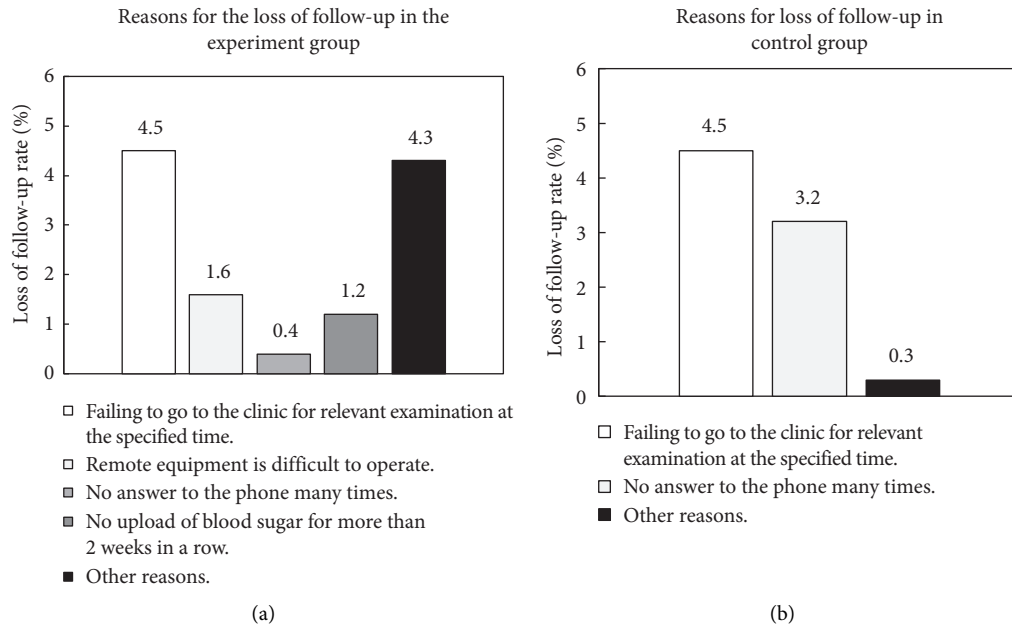 Reasons for the loss of follow-up in the
experiment group
Loss of follow-up rate (%)
6
5
4
3
2
1
0
4.5
1.6
0.4
1.2
4.3
Failing to go to the clinic for relevant examination at
the specified time.
Remote equipment is difficult to operate.
No answer to the phone many times.
No upload of blood sugar for more than
2 weeks in a row.
Other reasons.
(a)
Reasons for loss of follow-up in
control group
Loss of follow-up rate (%)
6
5
4
3
2
1
0
4.5
3.2
0.3
Failing to go to the clinic for relevant
examination at the specified time.
No answer to the phone many times.
Other reasons.
(b)